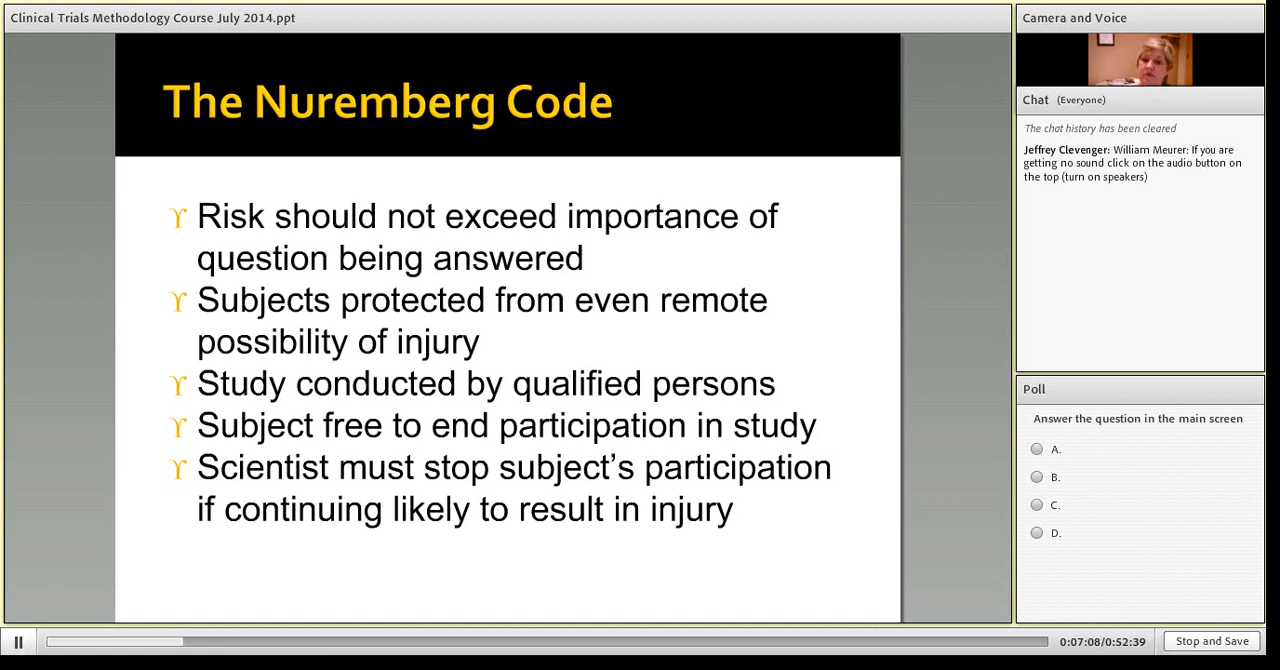 Clinical Trials Methodology Course July 2014.ppt
The Nuremberg Code
Risk should not exceed importance of
question being answered
Subjects protected from even remote
possibility of injury
Study conducted by qualified persons
Subject free to end participation in study
Scientist must stop subject’s participation
if continuing likely to result in injury
Camera and Voice
Chat (Everyone)
The chat history has been cleared
Jeffrey Clevenger: William Meurer: If you are
getting no sound click on the audio button on
the top (turn on speakers)
Poll
Answer the question in the main screen
A.
B.
C.
D.
0:07:08/0:52:39
Stop and Save